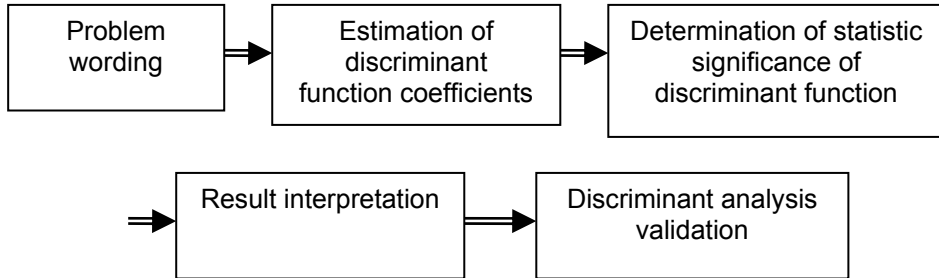 Problem
wording
Estimation of
discriminant
function coefficients
Determination of statistic
significance of
discriminant function
Result interpretation
Discriminant analysis
validation